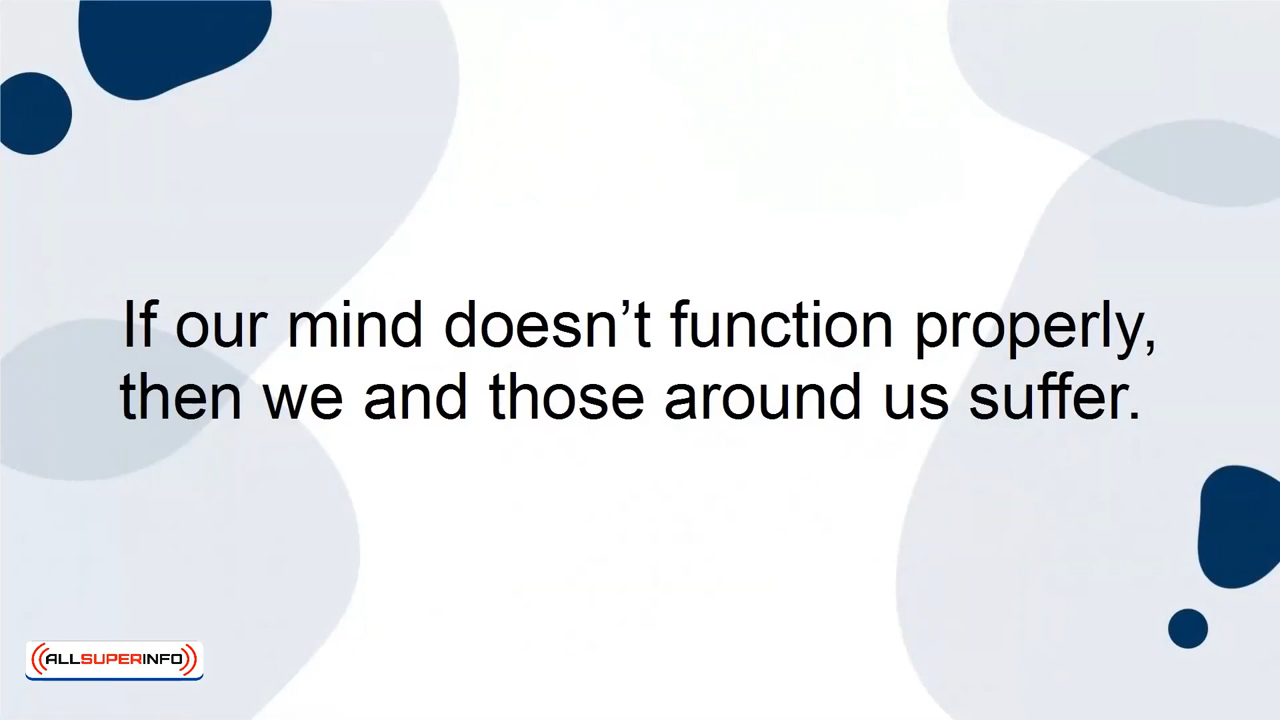 If our mind doesn’t function properly,
then we and those around us suffer.
ALLSUPERINFO